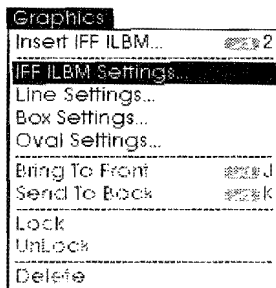 Graphics
Insert IFF ILBM... 2
IFF ILBM Settings...
Line Settings...
Box Settings...
Oval Settings...
Bring To Front J
Send To Back K
Lock
UnLock
Delete